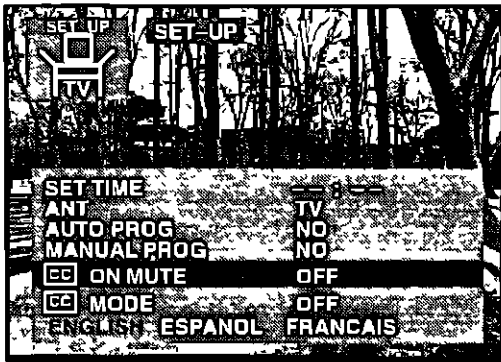 SET UP
SET-UP
TV
SET TIME -- : --
ANT TV
AUTO PROG NO
MANUAL PROG NO
CC ON MUTE OFF
CC MODE OFF
ENGLISH ESPANOL FRANCAIS